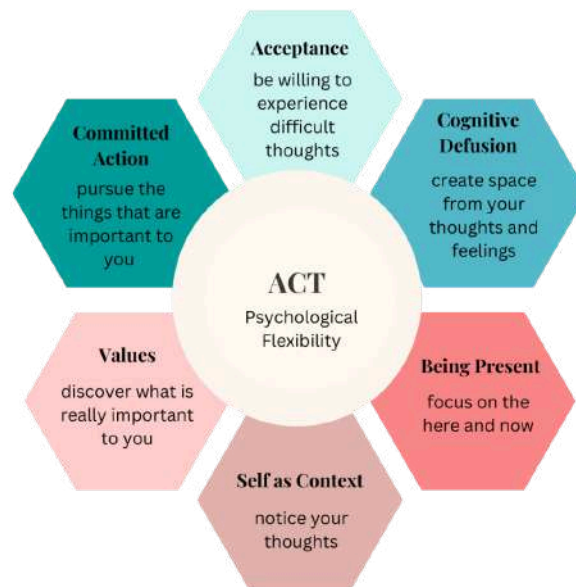 Acceptance
be willing to
experience
difficult
thoughts
Cognitive
Defusion
create space
from your
thoughts and
feelings
Being Present
focus on the
here and now
Self as Context
notice your
thoughts
Values
discover what is
really important
to you
Committed
Action
pursue the
things that are
important to
you
ACT
Psychological
Flexibility